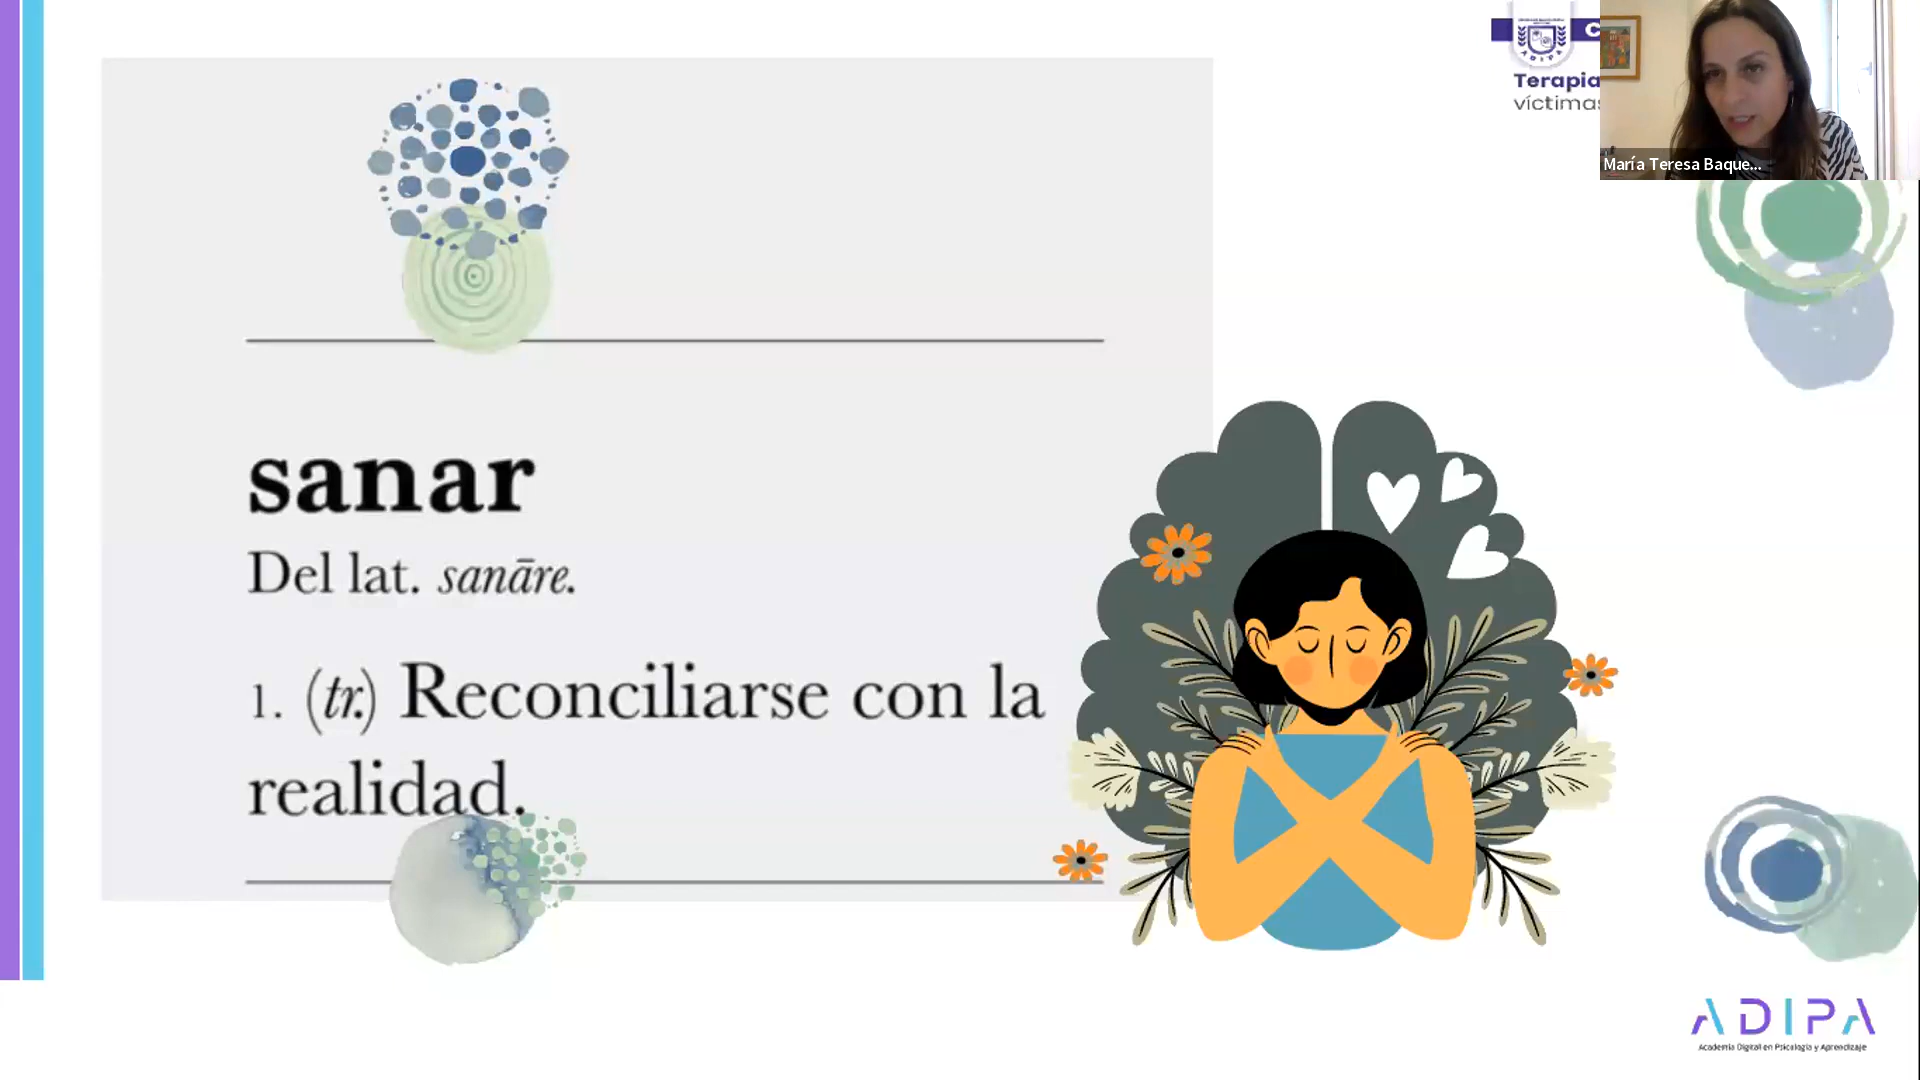 Terapia
víctimas
María Teresa Baque...
sanar
Del lat. sanāre.
1. (tr.) Reconciliarse con la
realidad.
ADIPA
Academia Digital en Psicología y Aprendizaje